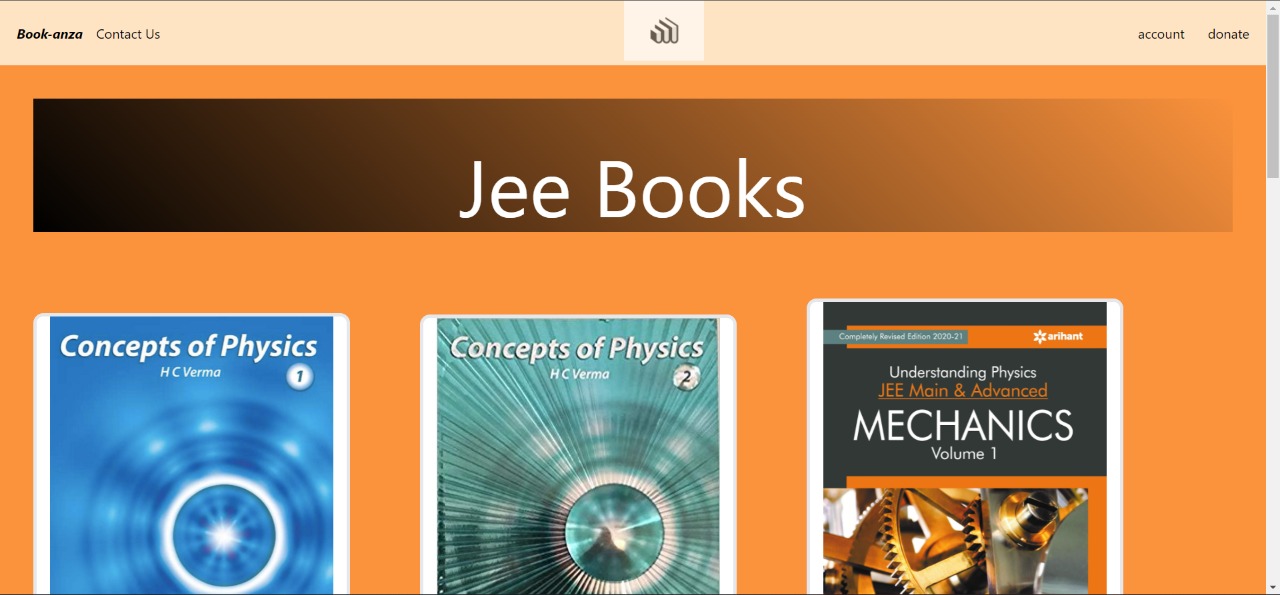 Book-anza Contact Us account donate
Jee Books
Concepts of Physics
H C Verma
1
Concepts of Physics
H C Verma
2
Completely Revised Edition 2020-21
arihant
Understanding Physics
JEE Main & Advanced
MECHANICS
Volume 1